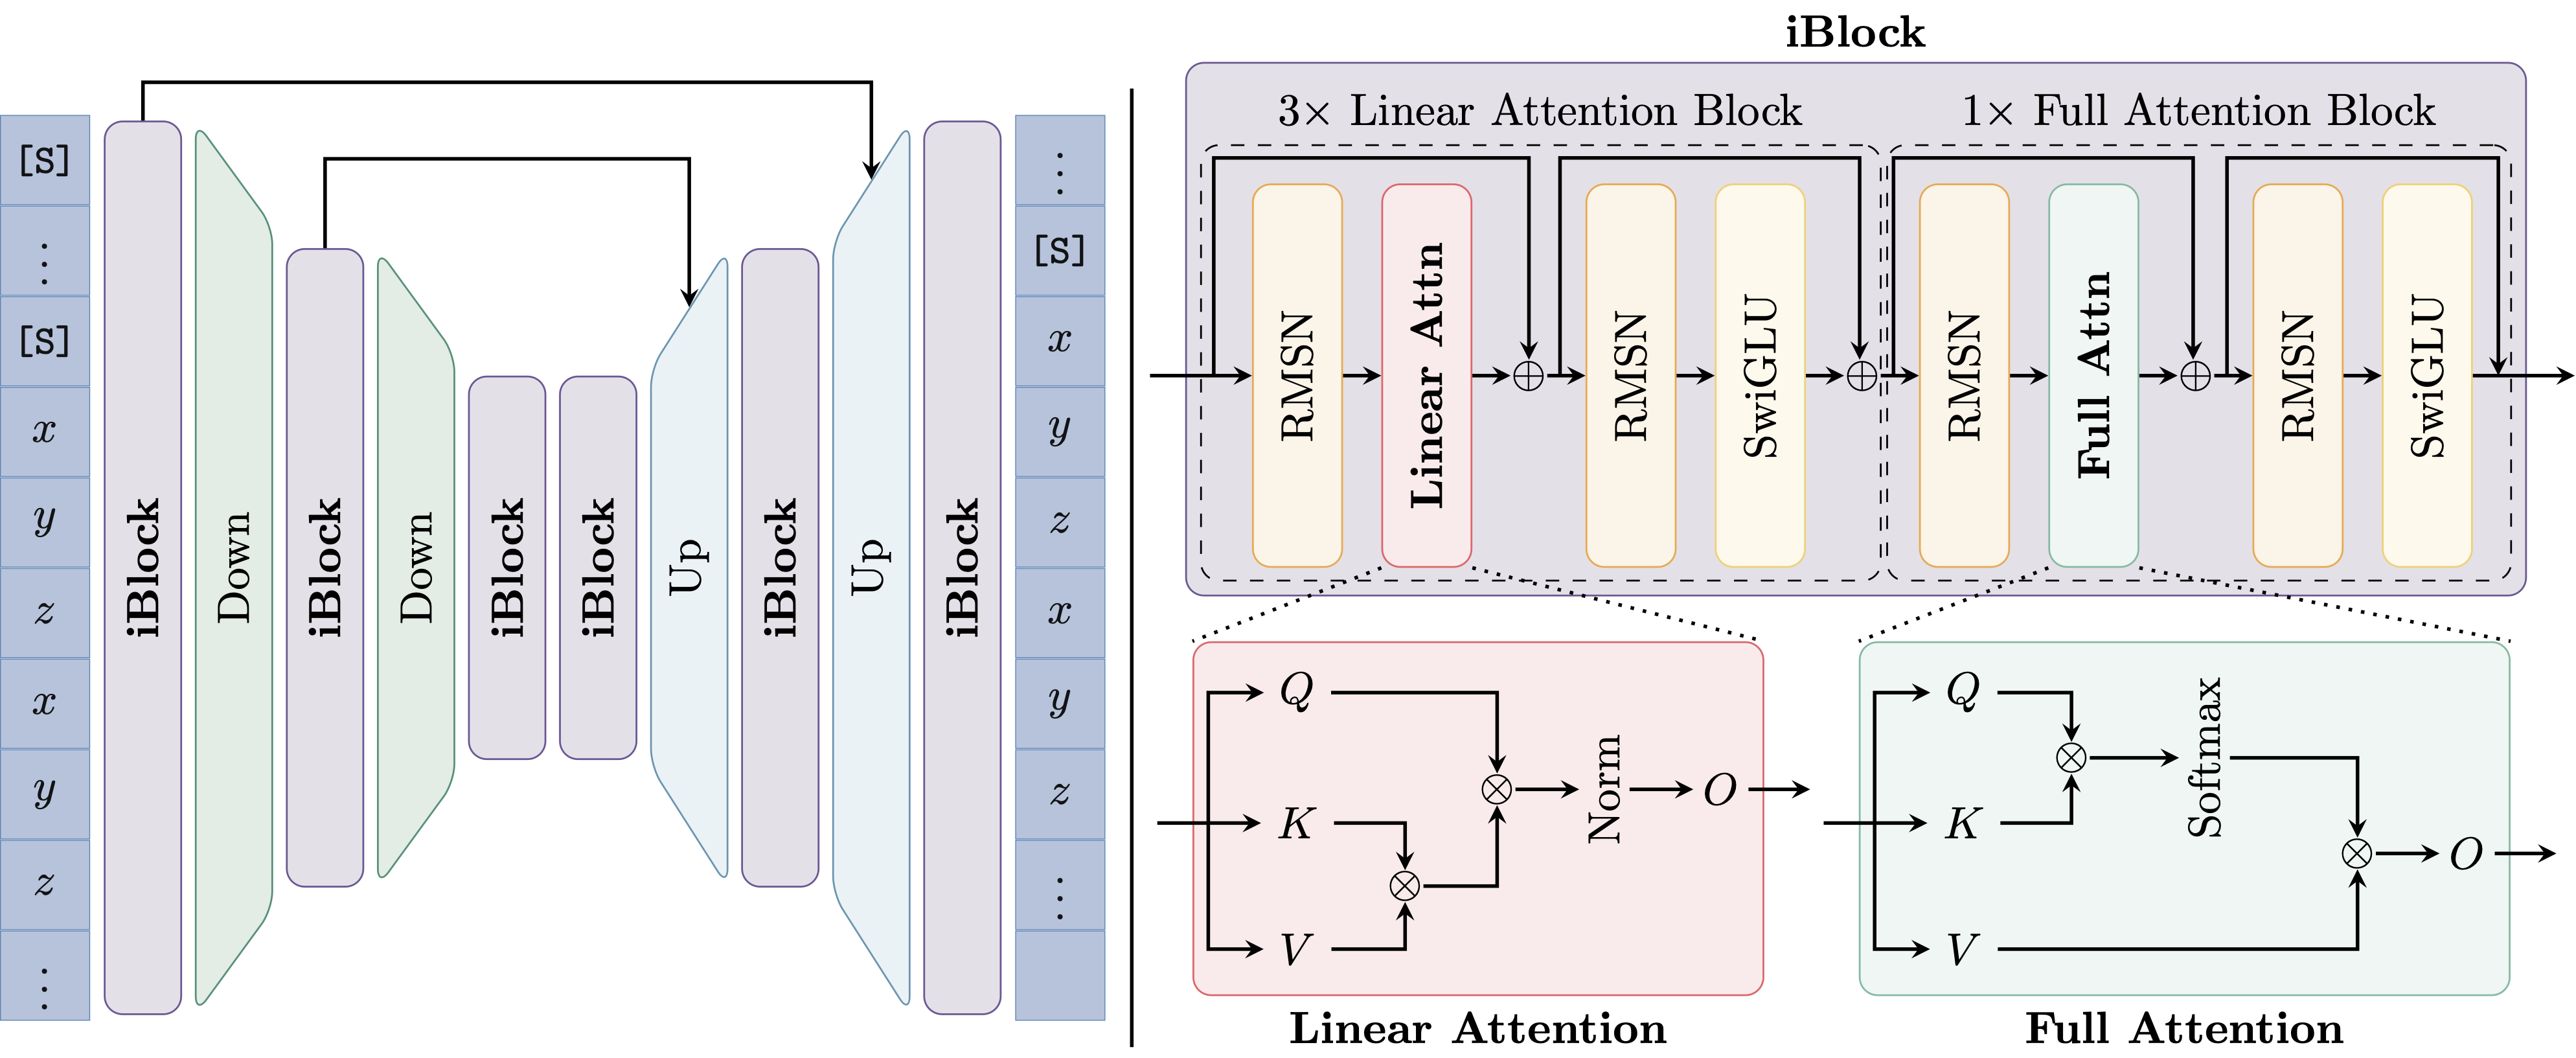 [S]
⋮
[S]
x
y
z
x
y
z
⋮
iBlock
Down
iBlock
Down
iBlock
iBlock
Up
iBlock
Up
iBlock
⋮
[S]
x
y
z
x
y
z
⋮
iBlock
3× Linear Attention Block
1× Full Attention Block
RMSN
Linear Attn
⊕
RMSN
SwiGLU
⊕
RMSN
Full Attn
⊕
RMSN
SwiGLU
Q
K
V
⊗
⊗
Norm
O
Linear Attention
Q
K
V
⊗
Softmax
⊗
O
Full Attention